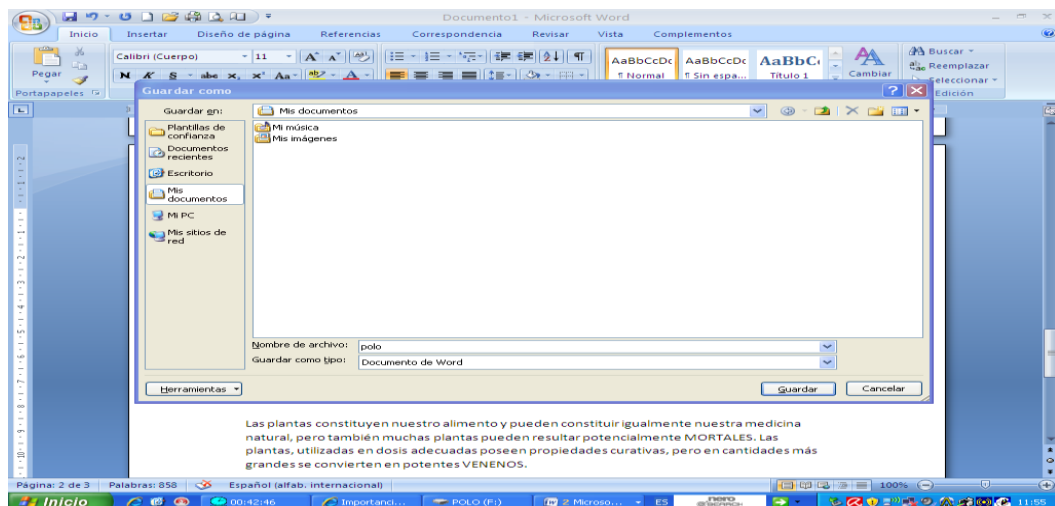 Documento1 - Microsoft Word
Inicio Insertar Diseño de página Referencias Correspondencia Revisar Vista Complementos
Pegar
Portapapeles
Calibri (Cuerpo) 11
N K S abc x, x² Aa
AaBbCcDc AaBbCcDc AaBbC
¶ Normal ¶ Sin espa... Título 1
Cambiar
Buscar
Reemplazar
Seleccionar
Edición
Guardar como
Guardar en: Mis documentos
Plantillas de confianza
Documentos recientes
Escritorio
Mis documentos
Mi PC
Mis sitios de red
Mi música
Mis imágenes
Nombre de archivo: polo
Guardar como tipo: Documento de Word
Herramientas Guardar Cancelar
Las plantas constituyen nuestro alimento y pueden constituir igualmente nuestra medicina
natural, pero también muchas plantas pueden resultar potencialmente MORTALES. Las
plantas, utilizadas en dosis adecuadas poseen propiedades curativas, pero en cantidades más
grandes se convierten en potentes VENENOS.
Página: 2 de 3 Palabras: 858 Español (alfab. internacional) 100%
Inicio 00:42:46 Importanci... POLO (F:) 2 Microso... ES nero SEARCH 11:55